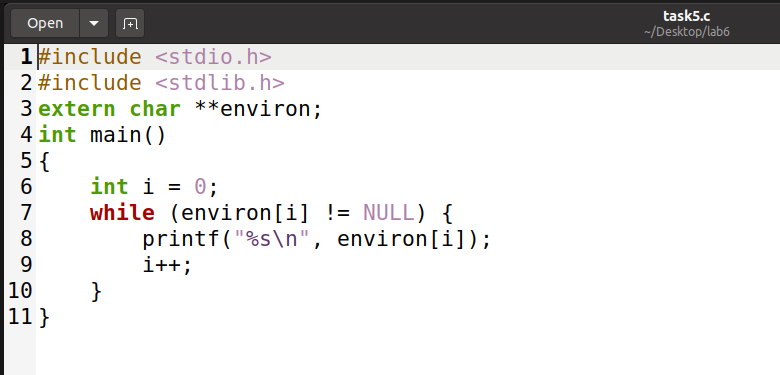 Open
task5.c
~/Desktop/lab6
1 #include <stdio.h>
2 #include <stdlib.h>
3 extern char **environ;
4 int main()
5 {
6     int i = 0;
7     while (environ[i] != NULL) {
8         printf("%s\n", environ[i]);
9         i++;
10     }
11 }